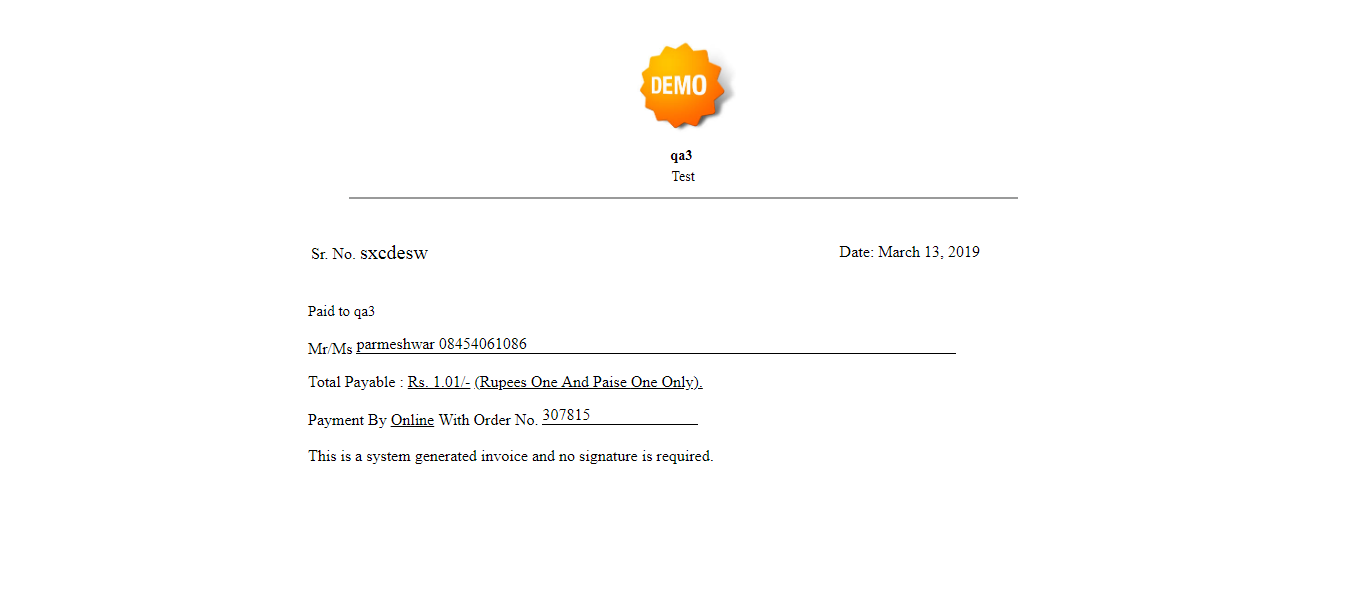 DEMO
qa3
Test
Sr. No. sxcdesw Date: March 13, 2019
Paid to qa3
Mr/Ms parmeshwar 08454061086
Total Payable : Rs. 1.01/- (Rupees One And Paise One Only).
Payment By Online With Order No. 307815
This is a system generated invoice and no signature is required.